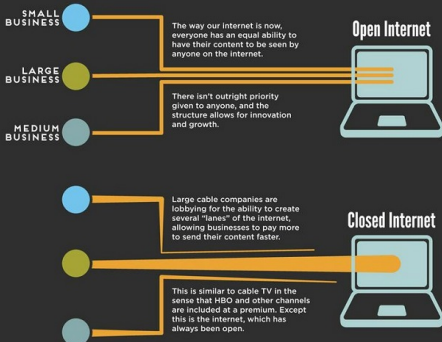 SMALL
BUSINESS
The way our internet is now,
everyone has an equal ability to
have their content to be seen by
anyone on the internet.
Open Internet
LARGE
BUSINESS
There isn't outright priority
given to anyone, and the
structure allows for innovation
and growth.
MEDIUM
BUSINESS
Large cable companies are
lobbying for the ability to create
several "lanes" of the internet,
allowing businesses to pay more
to send their content faster.
Closed Internet
This is similar to cable TV in the
sense that HBO and other channels
are included at a premium. Except
this is the internet, which has
always been open.